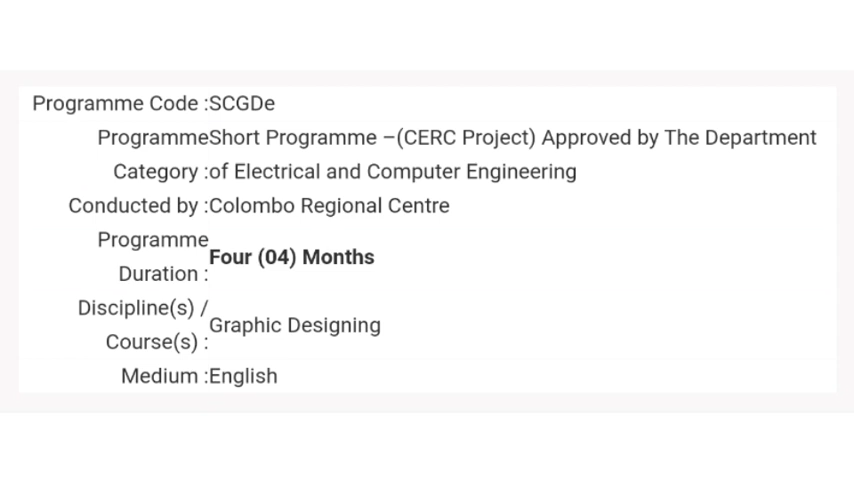 Programme Code :SCGDe
ProgrammeShort Programme –(CERC Project) Approved by The Department
Category :of Electrical and Computer Engineering
Conducted by :Colombo Regional Centre
Programme
Duration :
Four (04) Months
Discipline(s) /
Course(s) :
Graphic Designing
Medium :English